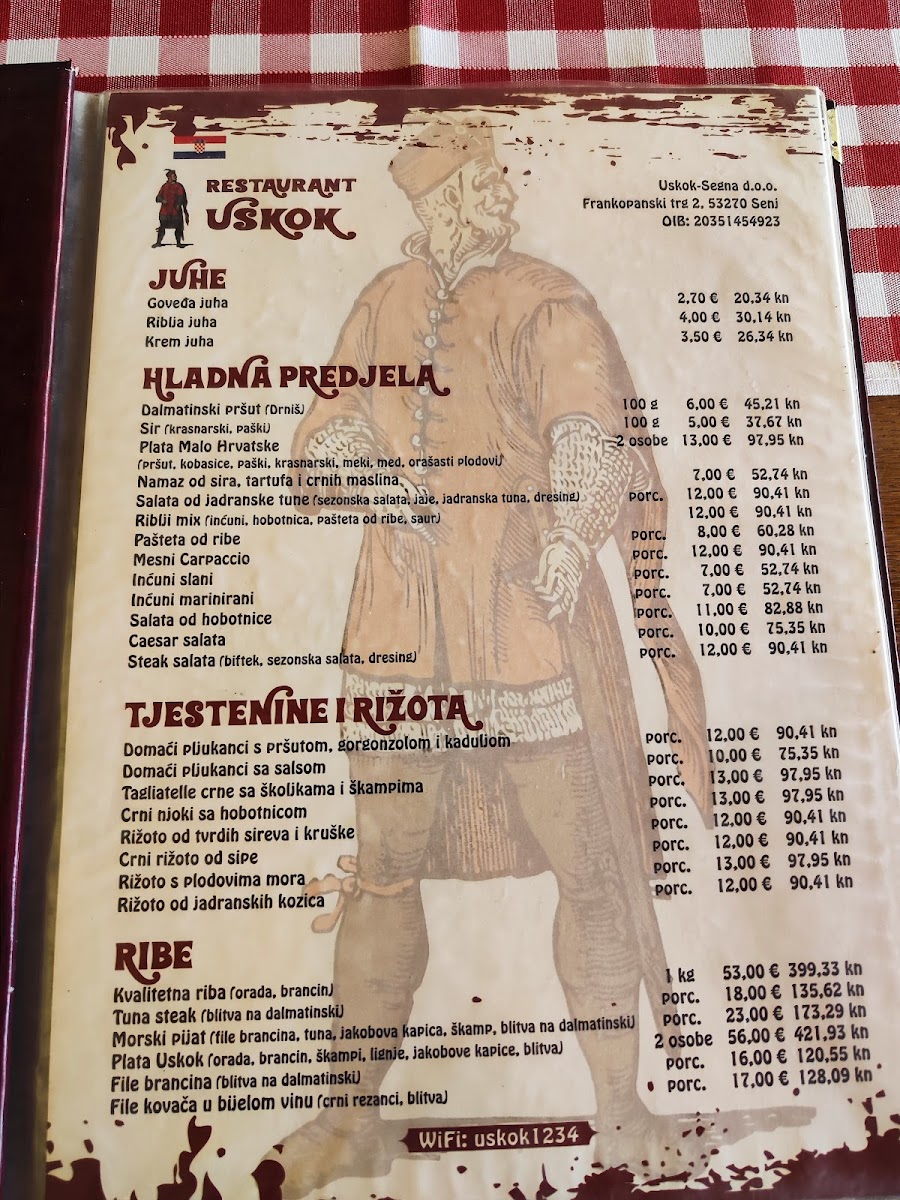 RESTAURANT
USKOK
Uskok-Segna d.o.o.
Frankopanski trg 2, 53270 Senj
OIB: 20351454923
JUHE
Goveđa juha 2,70 € 20,34 kn
Riblja juha 4,00 € 30,14 kn
Krem juha 3,50 € 26,34 kn
HLADNA PREDJELA
Dalmatinski pršut (Drniš) 100 g 6,00 € 45,21 kn
Sir (krasnarski, paški) 100 g 5,00 € 37,67 kn
Plata Malo Hrvatske 2 osobe 13,00 € 97,95 kn
(pršut, kobasice, paški, krasnarski, meki, med, orašasti plodovi)
Namaz od sira, tartufa i crnih maslina 7,00 € 52,74 kn
Salata od jadranske tune (sezonska salata, jaje, jadranska tuna, dresing) porc. 12,00 € 90,41 kn
Riblji mix (inćuni, hobotnica, pašteta od ribe, saur) 12,00 € 90,41 kn
Pašteta od ribe porc. 8,00 € 60,28 kn
Mesni Carpaccio porc. 12,00 € 90,41 kn
Inćuni slani porc. 7,00 € 52,74 kn
Inćuni marinirani porc. 7,00 € 52,74 kn
Salata od hobotnice porc. 11,00 € 82,88 kn
Caesar salata porc. 10,00 € 75,35 kn
Steak salata (biftek, sezonska salata, dresing) porc. 12,00 € 90,41 kn
TJESTENINE I RIŽOTA
Domaći pljukanci s pršutom, gorgonzolom i kaduljom porc. 12,00 € 90,41 kn
Domaći pljukanci sa salsom porc. 10,00 € 75,35 kn
Tagliatelle crne sa školjkama i škampima porc. 13,00 € 97,95 kn
Crni njoki sa hobotnicom porc. 13,00 € 97,95 kn
Rižoto od tvrdih sireva i kruške porc. 12,00 € 90,41 kn
Crni rižoto od sipe porc. 12,00 € 90,41 kn
Rižoto s plodovima mora porc. 13,00 € 97,95 kn
Rižoto od jadranskih kozica porc. 12,00 € 90,41 kn
RIBE
Kvalitetna riba (orada, brancin) 1 kg 53,00 € 399,33 kn
Tuna steak (blitva na dalmatinski) porc. 18,00 € 135,62 kn
Morski pijat (file brancina, tuna, jakobova kapica, škamp, blitva na dalmatinski) porc. 23,00 € 173,29 kn
Plata Uskok (orada, brancin, škampi, lignje, jakobove kapice, blitva) 2 osobe 56,00 € 421,93 kn
File brancina (blitva na dalmatinski) porc. 16,00 € 120,55 kn
File kovača u bijelom vinu (crni rezanci, blitva) porc. 17,00 € 128,09 kn
WiFi: uskok1234